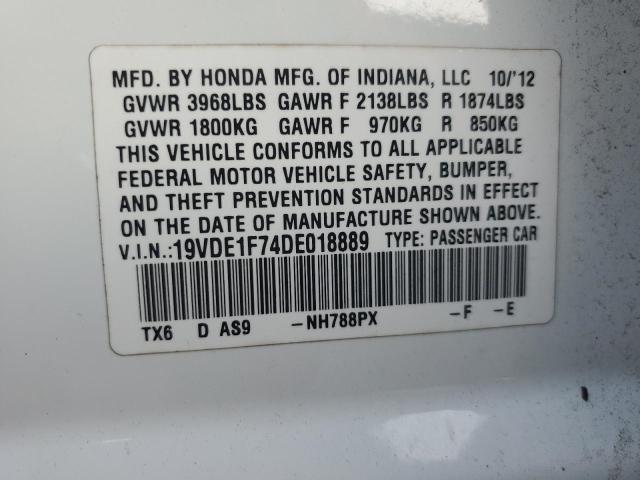 MFD. BY HONDA MFG. OF INDIANA, LLC 10/'12
GVWR 3968LBS GAWR F 2138LBS R 1874LBS
GVWR 1800KG GAWR F 970KG R 850KG
THIS VEHICLE CONFORMS TO ALL APPLICABLE
FEDERAL MOTOR VEHICLE SAFETY, BUMPER,
AND THEFT PREVENTION STANDARDS IN EFFECT
ON THE DATE OF MANUFACTURE SHOWN ABOVE.
V.I.N.:19VDE1F74DE018889 TYPE: PASSENGER CAR
TX6 D AS9 -NH788PX -F -E